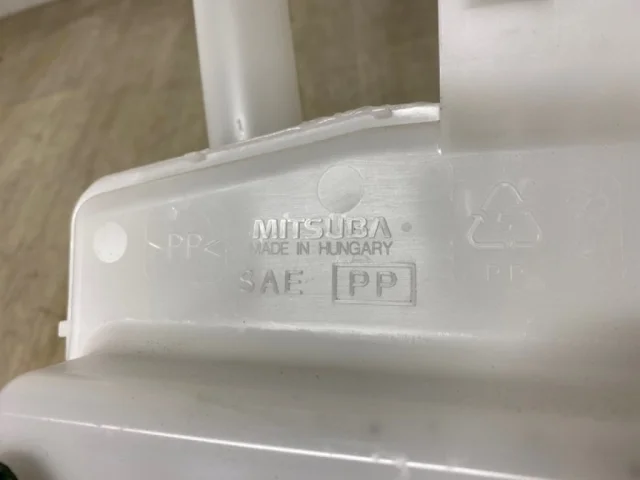 MITSUBA
>PP< MADE IN HUNGARY
SAE PP